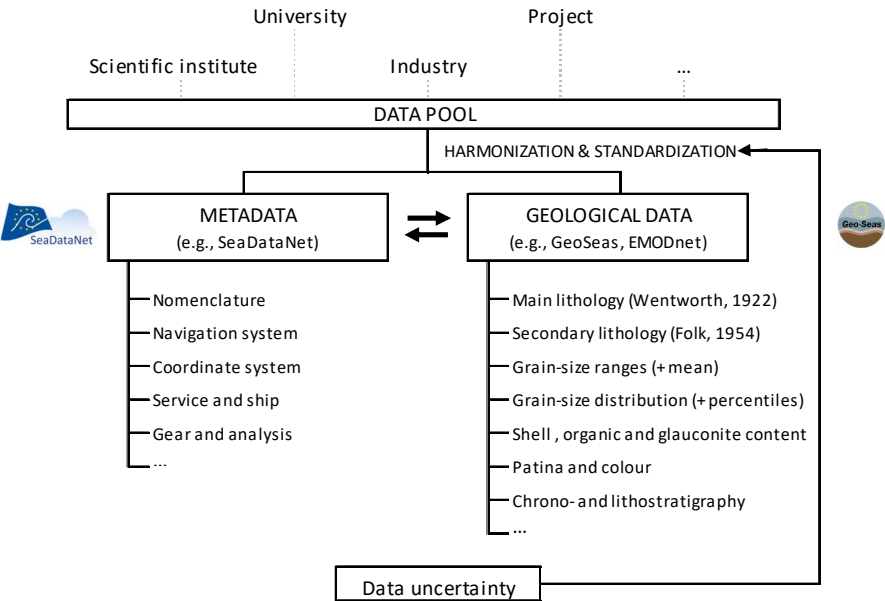 University
Project
Scientific institute
Industry
...
DATA POOL
HARMONIZATION & STANDARDIZATION
SeaDataNet
METADATA
(e.g., SeaDataNet)
GEOLOGICAL DATA
(e.g., GeoSeas, EMODnet)
Geo-Seas
Nomenclature
Navigation system
Coordinate system
Service and ship
Gear and analysis
...
Main lithology (Wentworth, 1922)
Secondary lithology (Folk, 1954)
Grain-size ranges (+ mean)
Grain-size distribution (+ percentiles)
Shell , organic and glauconite content
Patina and colour
Chrono- and lithostratigraphy
...
Data uncertainty